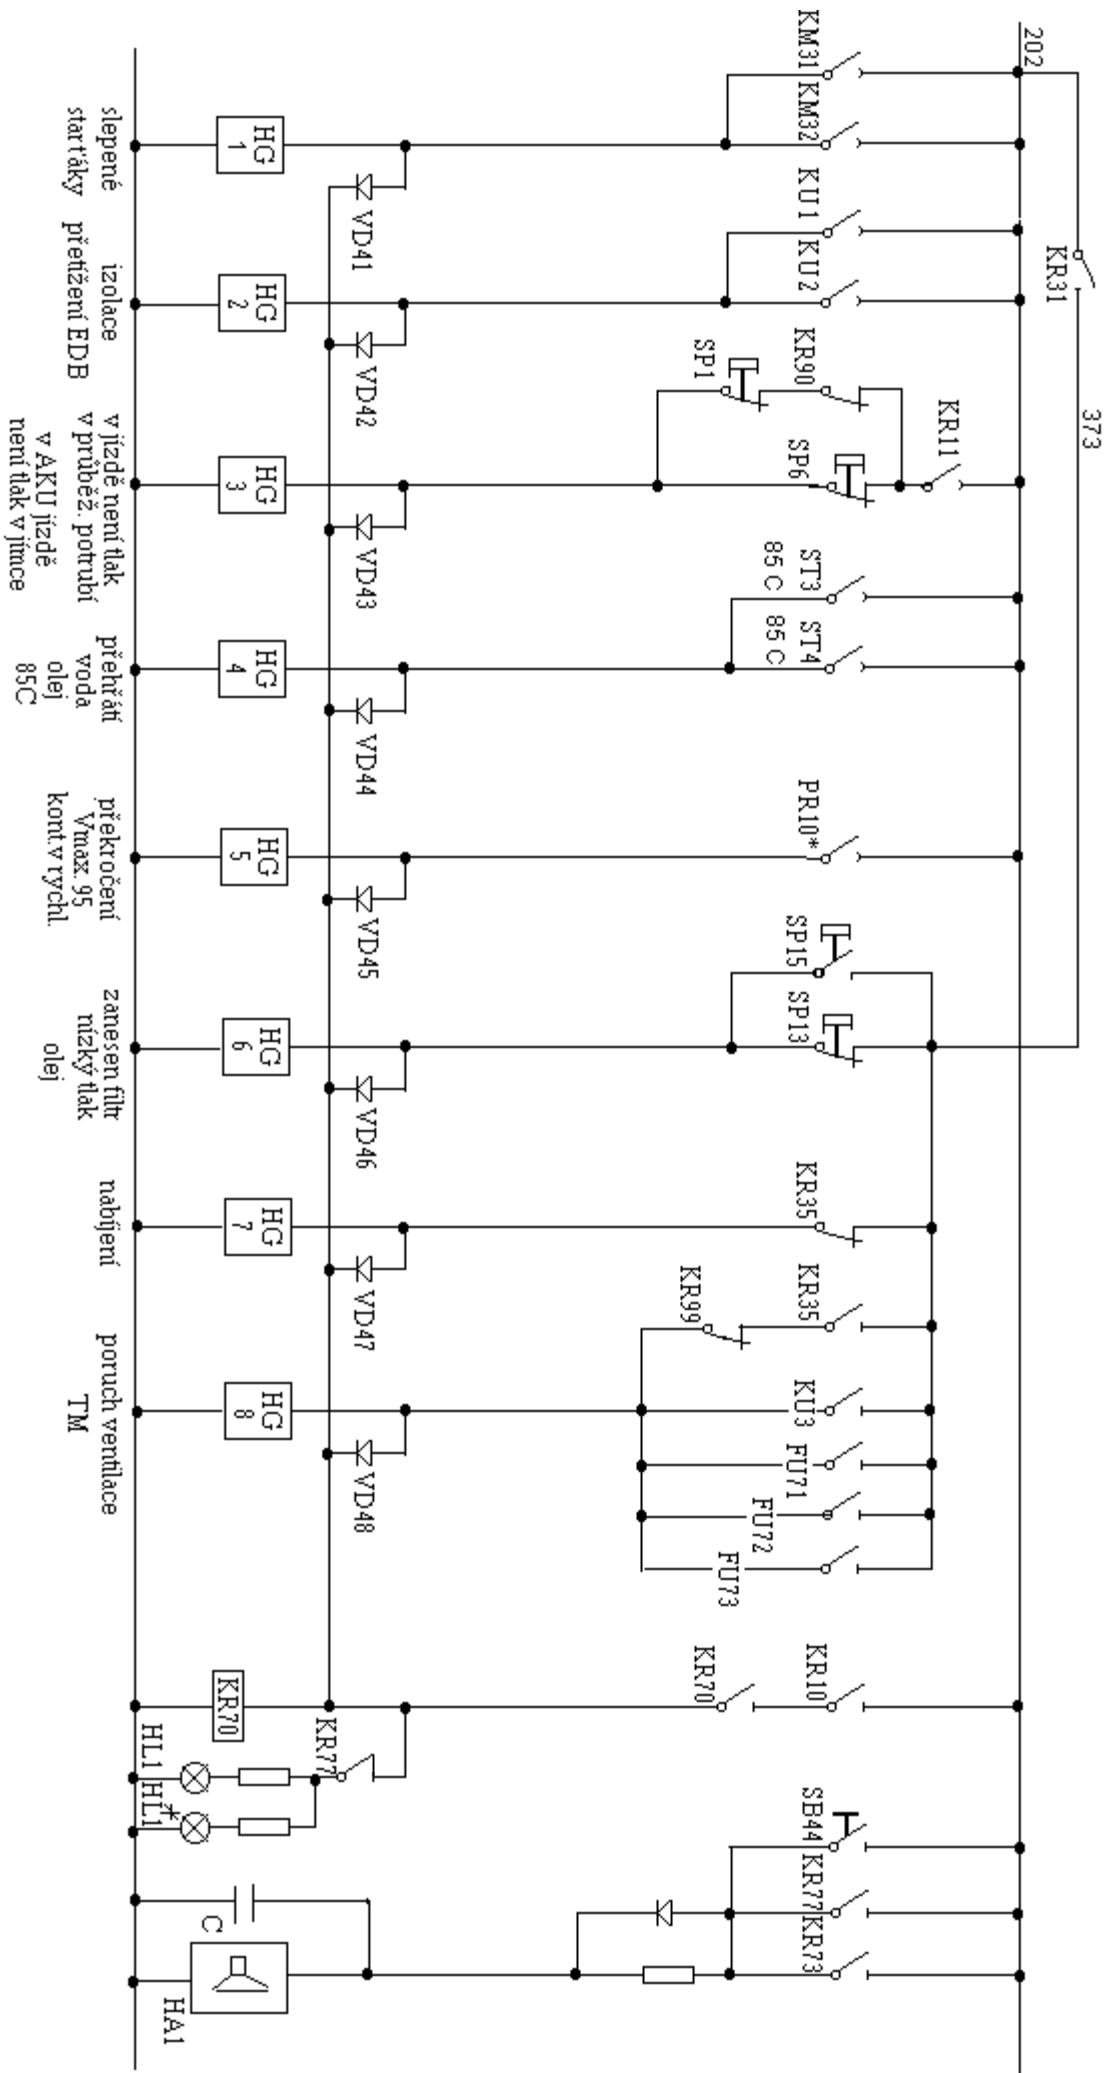 202
KM31
KM32
KU1
KU2
KR31
373
KR90
SP1
SP6
KR11
ST3
85 C
ST4
85 C
PR10*
SP15
SP13
KR35
KR35
KR99
KU3
FU71
FU72
FU73
KR70
KR10
SB44
KR77
KR73
VD41
VD42
VD43
VD44
VD45
VD46
VD47
VD48
HG
1
HG
2
HG
3
HG
4
HG
5
HG
6
HG
7
HG
8
KR70
KR77
HL1
HL1
*
C
HA1
slepené
starťáky
izolace
přetížení EDB
v jízdě není tlak
v průběž. potrubí
v AKU jízdě
není tlak v jímce
přehřátí
voda
olej
85C
překročení
Vmax. 95
kont.v rychl.
zanesen filtr
nízký tlak
olej
nabíjení
poruch ventilace
TM